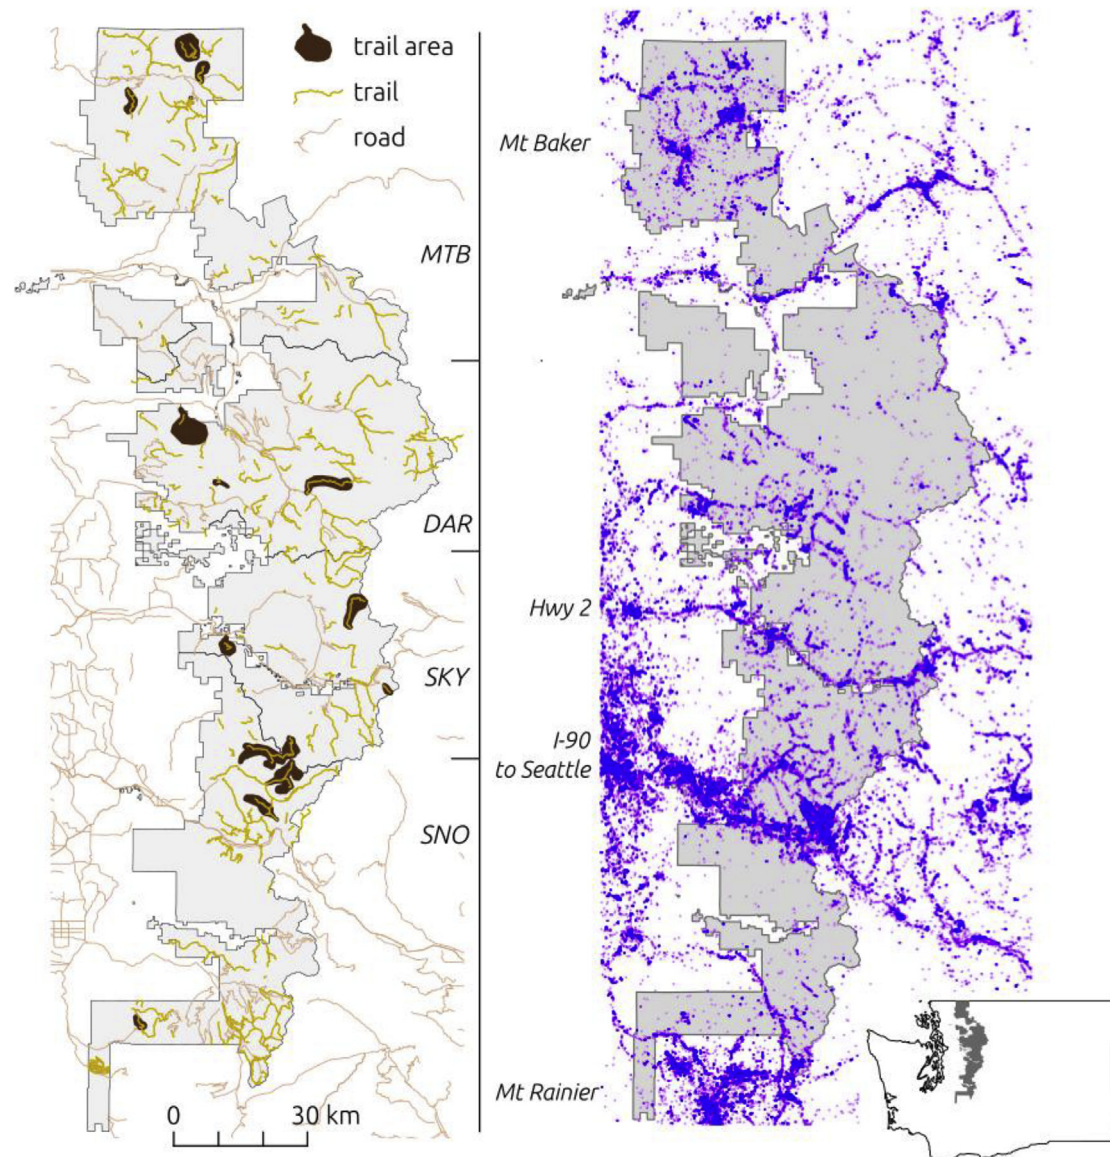 trail area
trail
road
MTB
DAR
SKY
SNO
0 30 km
Mt Baker
Hwy 2
I-90
to Seattle
Mt Rainier